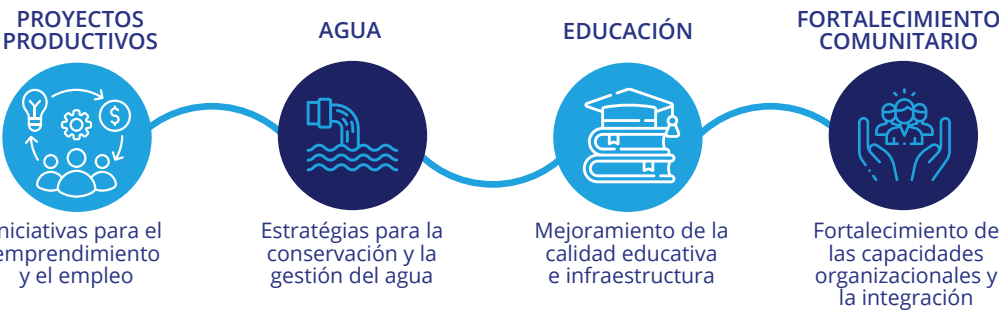 PROYECTOS
PRODUCTIVOS
niciativas para el
emprendimiento
y el empleo
AGUA
Estratégias para la
conservación y la
gestión del agua
EDUCACIÓN
Mejoramiento de la
calidad educativa
e infraestructura
FORTALECIMIENTO
COMUNITARIO
Fortalecimiento de
las capacidades
organizacionales y
la integración